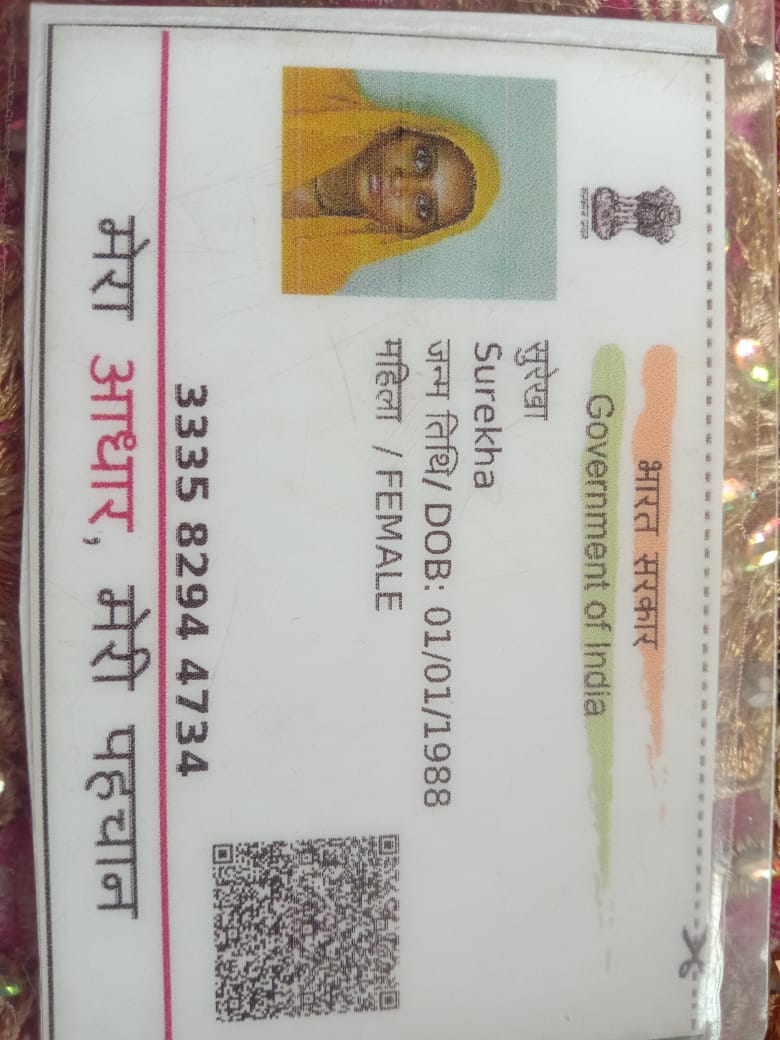 भारत सरकार
Government of India
सुरेखा
Surekha
जन्म तिथि/ DOB: 01/01/1988
महिला / FEMALE
3335 8294 4734
मेरा आधार, मेरी पहचान